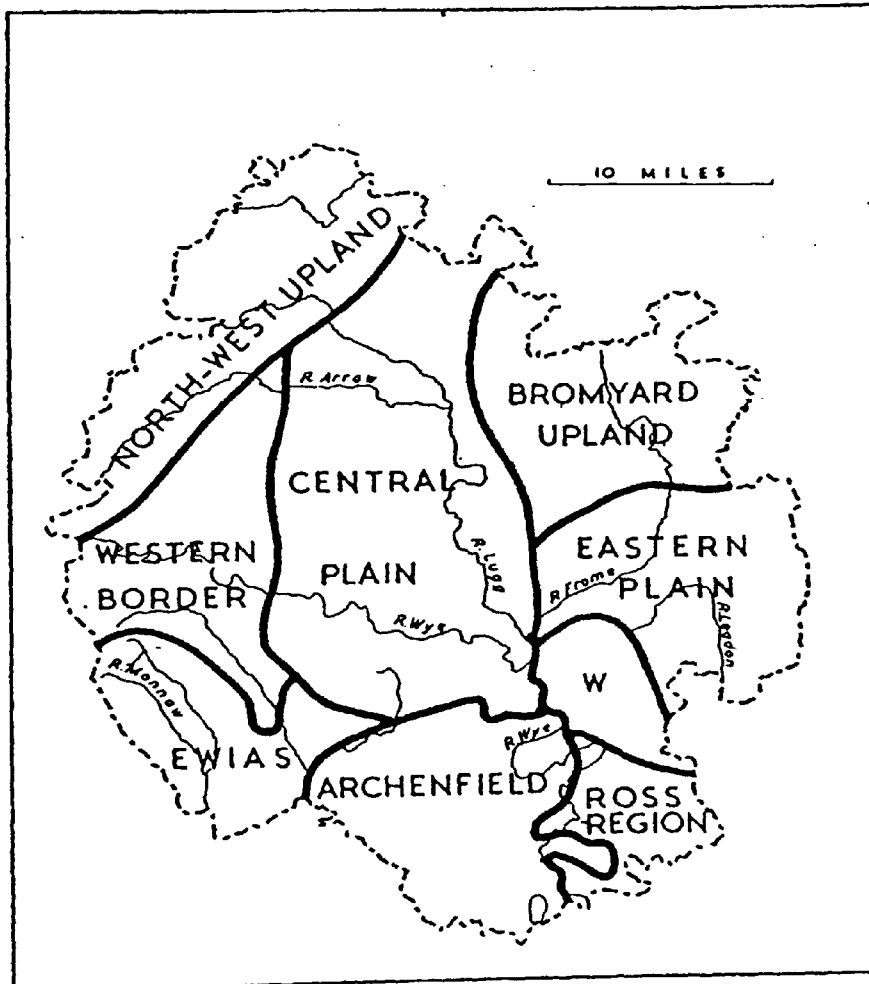 10 MILES
NORTH-WEST UPLAND
R. Arrow
BROMYARD
UPLAND
CENTRAL
PLAIN
R. Lugg
WESTERN
BORDER
EASTERN
PLAIN
R. Frome
R. Leadon
R. Wye
W
R. Monnow
EWIAS
R. Wye
ARCHENFIELD
ROSS
REGION